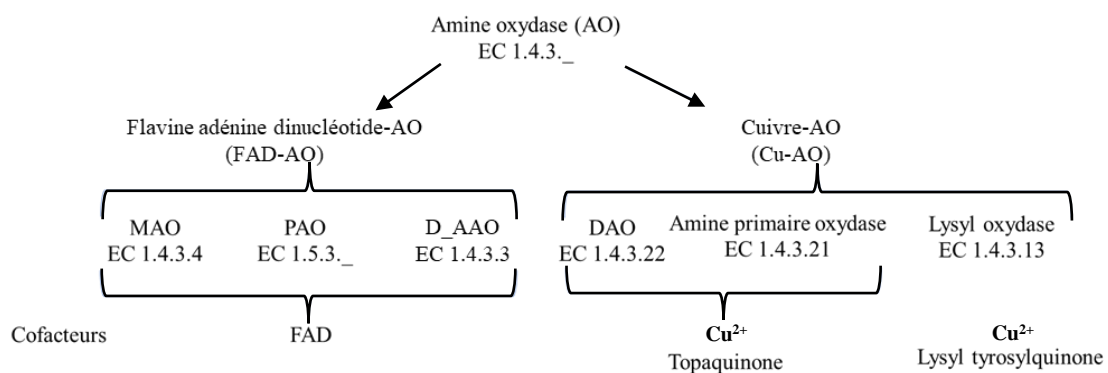 Amine oxydase (AO)
EC 1.4.3._
Flavine adénine dinucléotide-AO
(FAD-AO)
Cuivre-AO
(Cu-AO)
MAO
EC 1.4.3.4
PAO
EC 1.5.3._
D_AAO
EC 1.4.3.3
DAO
EC 1.4.3.22
Amine primaire oxydase
EC 1.4.3.21
Lysyl oxydase
EC 1.4.3.13
Cofacteurs
FAD
Cu²⁺
Topaquinone
Cu²⁺
Lysyl tyrosylquinone